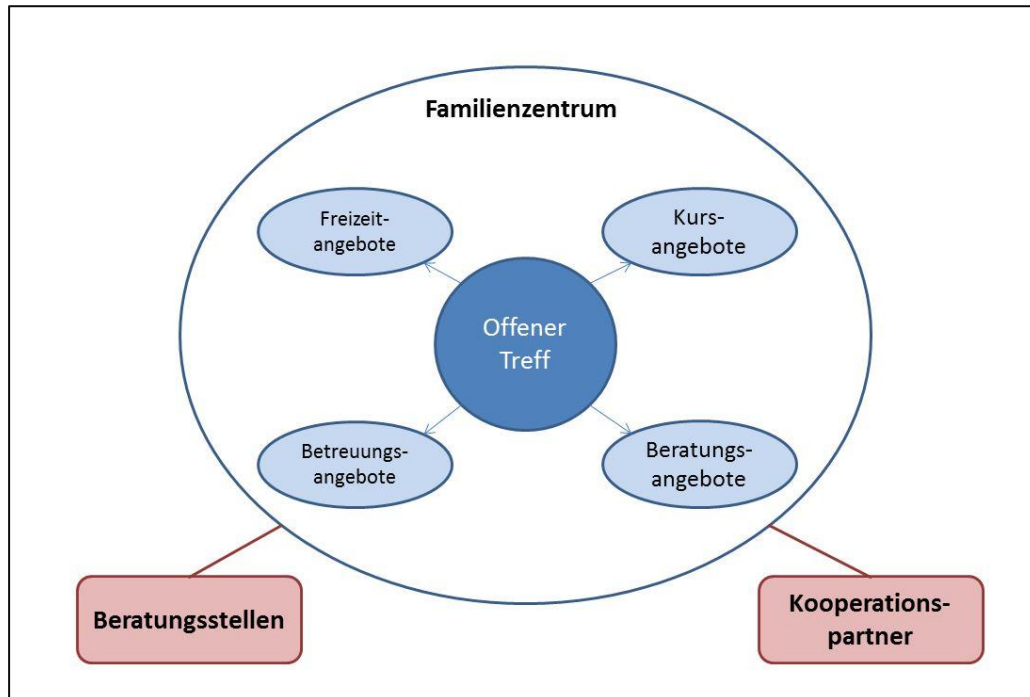 Familienzentrum
Freizeit-
angebote
Kurs-
angebote
Offener
Treff
Betreuungs-
angebote
Beratungs-
angebote
Beratungsstellen
Kooperations-
partner